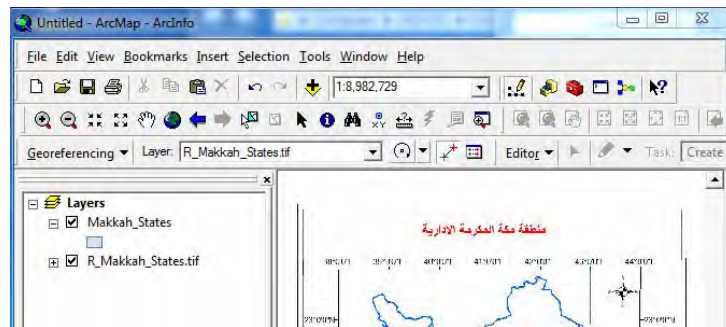 Untitled - ArcMap - ArcInfo
File Edit View Bookmarks Insert Selection Tools Window Help
1:8,982,729
Georeferencing Layer: R_Makkah_States.tif Editor Task: Create
Layers
Makkah_States
R_Makkah_States.tif
منطقة مكة المكرمة الادارية